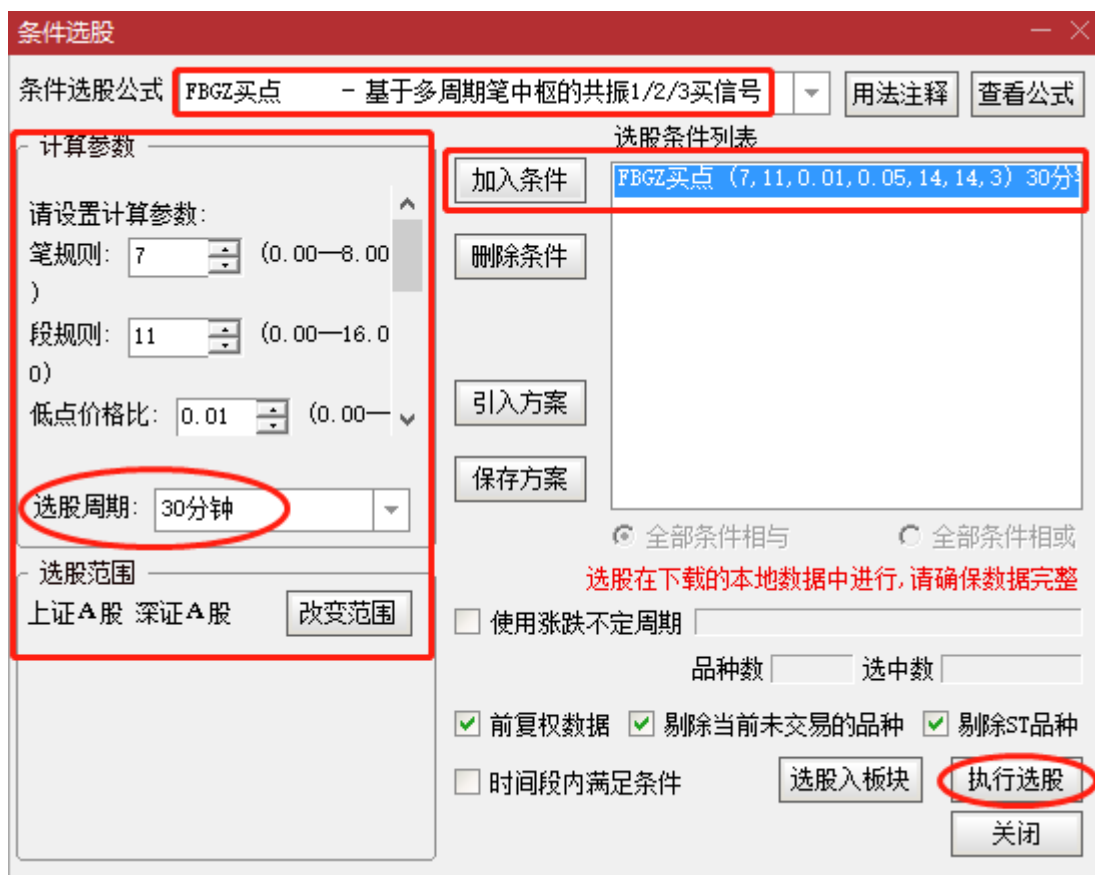 条件选股
条件选股公式 FBGZ买点 - 基于多周期笔中枢的共振1/2/3买信号 用法注释 查看公式
计算参数
请设置计算参数:
笔规则: 7 (0.00—8.00
)
段规则: 11 (0.00—16.0
0)
低点价格比: 0.01 (0.00—
选股周期: 30分钟
选股范围
上证A股 深证A股 改变范围
选股条件列表
加入条件 FBGZ买点 (7,11,0.01,0.05,14,14,3) 30分
删除条件
引入方案
保存方案
全部条件相与 全部条件相或
选股在下载的本地数据中进行,请确保数据完整
使用涨跌不定周期
品种数 选中数
前复权数据 剔除当前未交易的品种 剔除ST品种
时间段内满足条件 选股入板块 执行选股
关闭